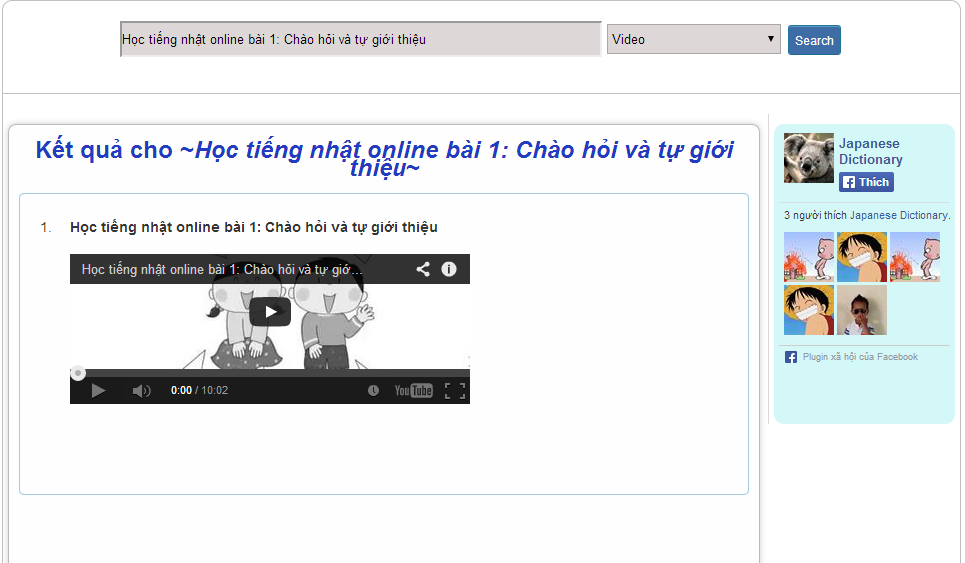 Học tiếng nhật online bài 1: Chào hỏi và tự giới thiệu
Video
Search
Kết quả cho ~Học tiếng nhật online bài 1: Chào hỏi và tự giới
thiệu~
1. Học tiếng nhật online bài 1: Chào hỏi và tự giới thiệu
Học tiếng nhật online bài 1: Chào hỏi và tự giớ...
0:00 / 10:02
YouTube
Japanese
Dictionary
Thích
3 người thích Japanese Dictionary.
Plugin xã hội của Facebook